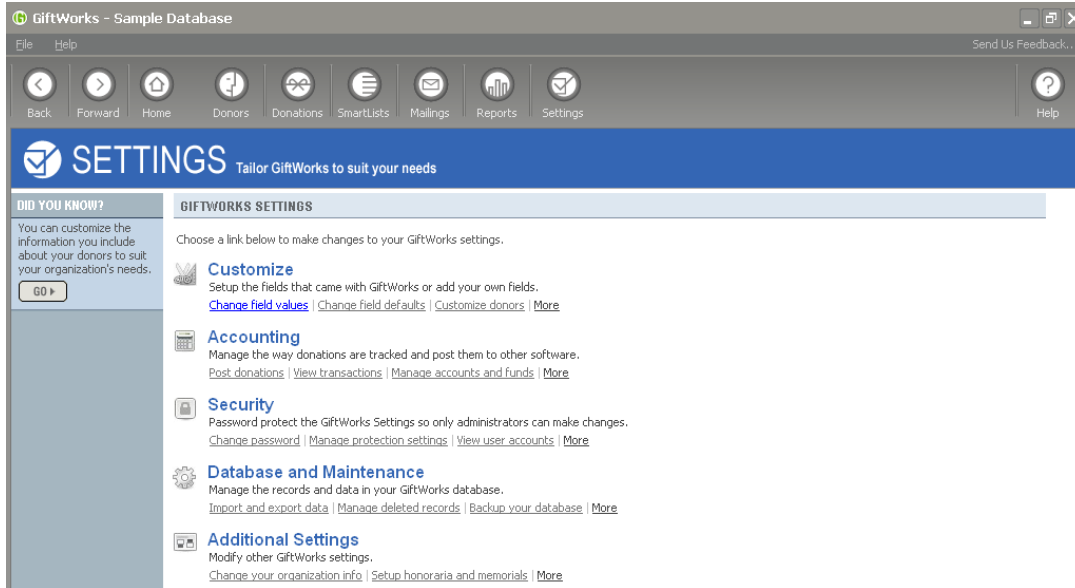 GiftWorks - Sample Database
File Help Send Us Feedback..
Back Forward Home Donors Donations SmartLists Mailings Reports Settings Help
SETTINGS Tailor GiftWorks to suit your needs
DID YOU KNOW?
You can customize the
information you include
about your donors to suit
your organization's needs.
GO
GIFTWORKS SETTINGS
Choose a link below to make changes to your GiftWorks settings.
Customize
Setup the fields that came with GiftWorks or add your own fields.
Change field values | Change field defaults | Customize donors | More
Accounting
Manage the way donations are tracked and post them to other software.
Post donations | View transactions | Manage accounts and funds | More
Security
Password protect the GiftWorks Settings so only administrators can make changes.
Change password | Manage protection settings | View user accounts | More
Database and Maintenance
Manage the records and data in your GiftWorks database.
Import and export data | Manage deleted records | Backup your database | More
Additional Settings
Modify other GiftWorks settings.
Change your organization info | Setup honoraria and memorials | More